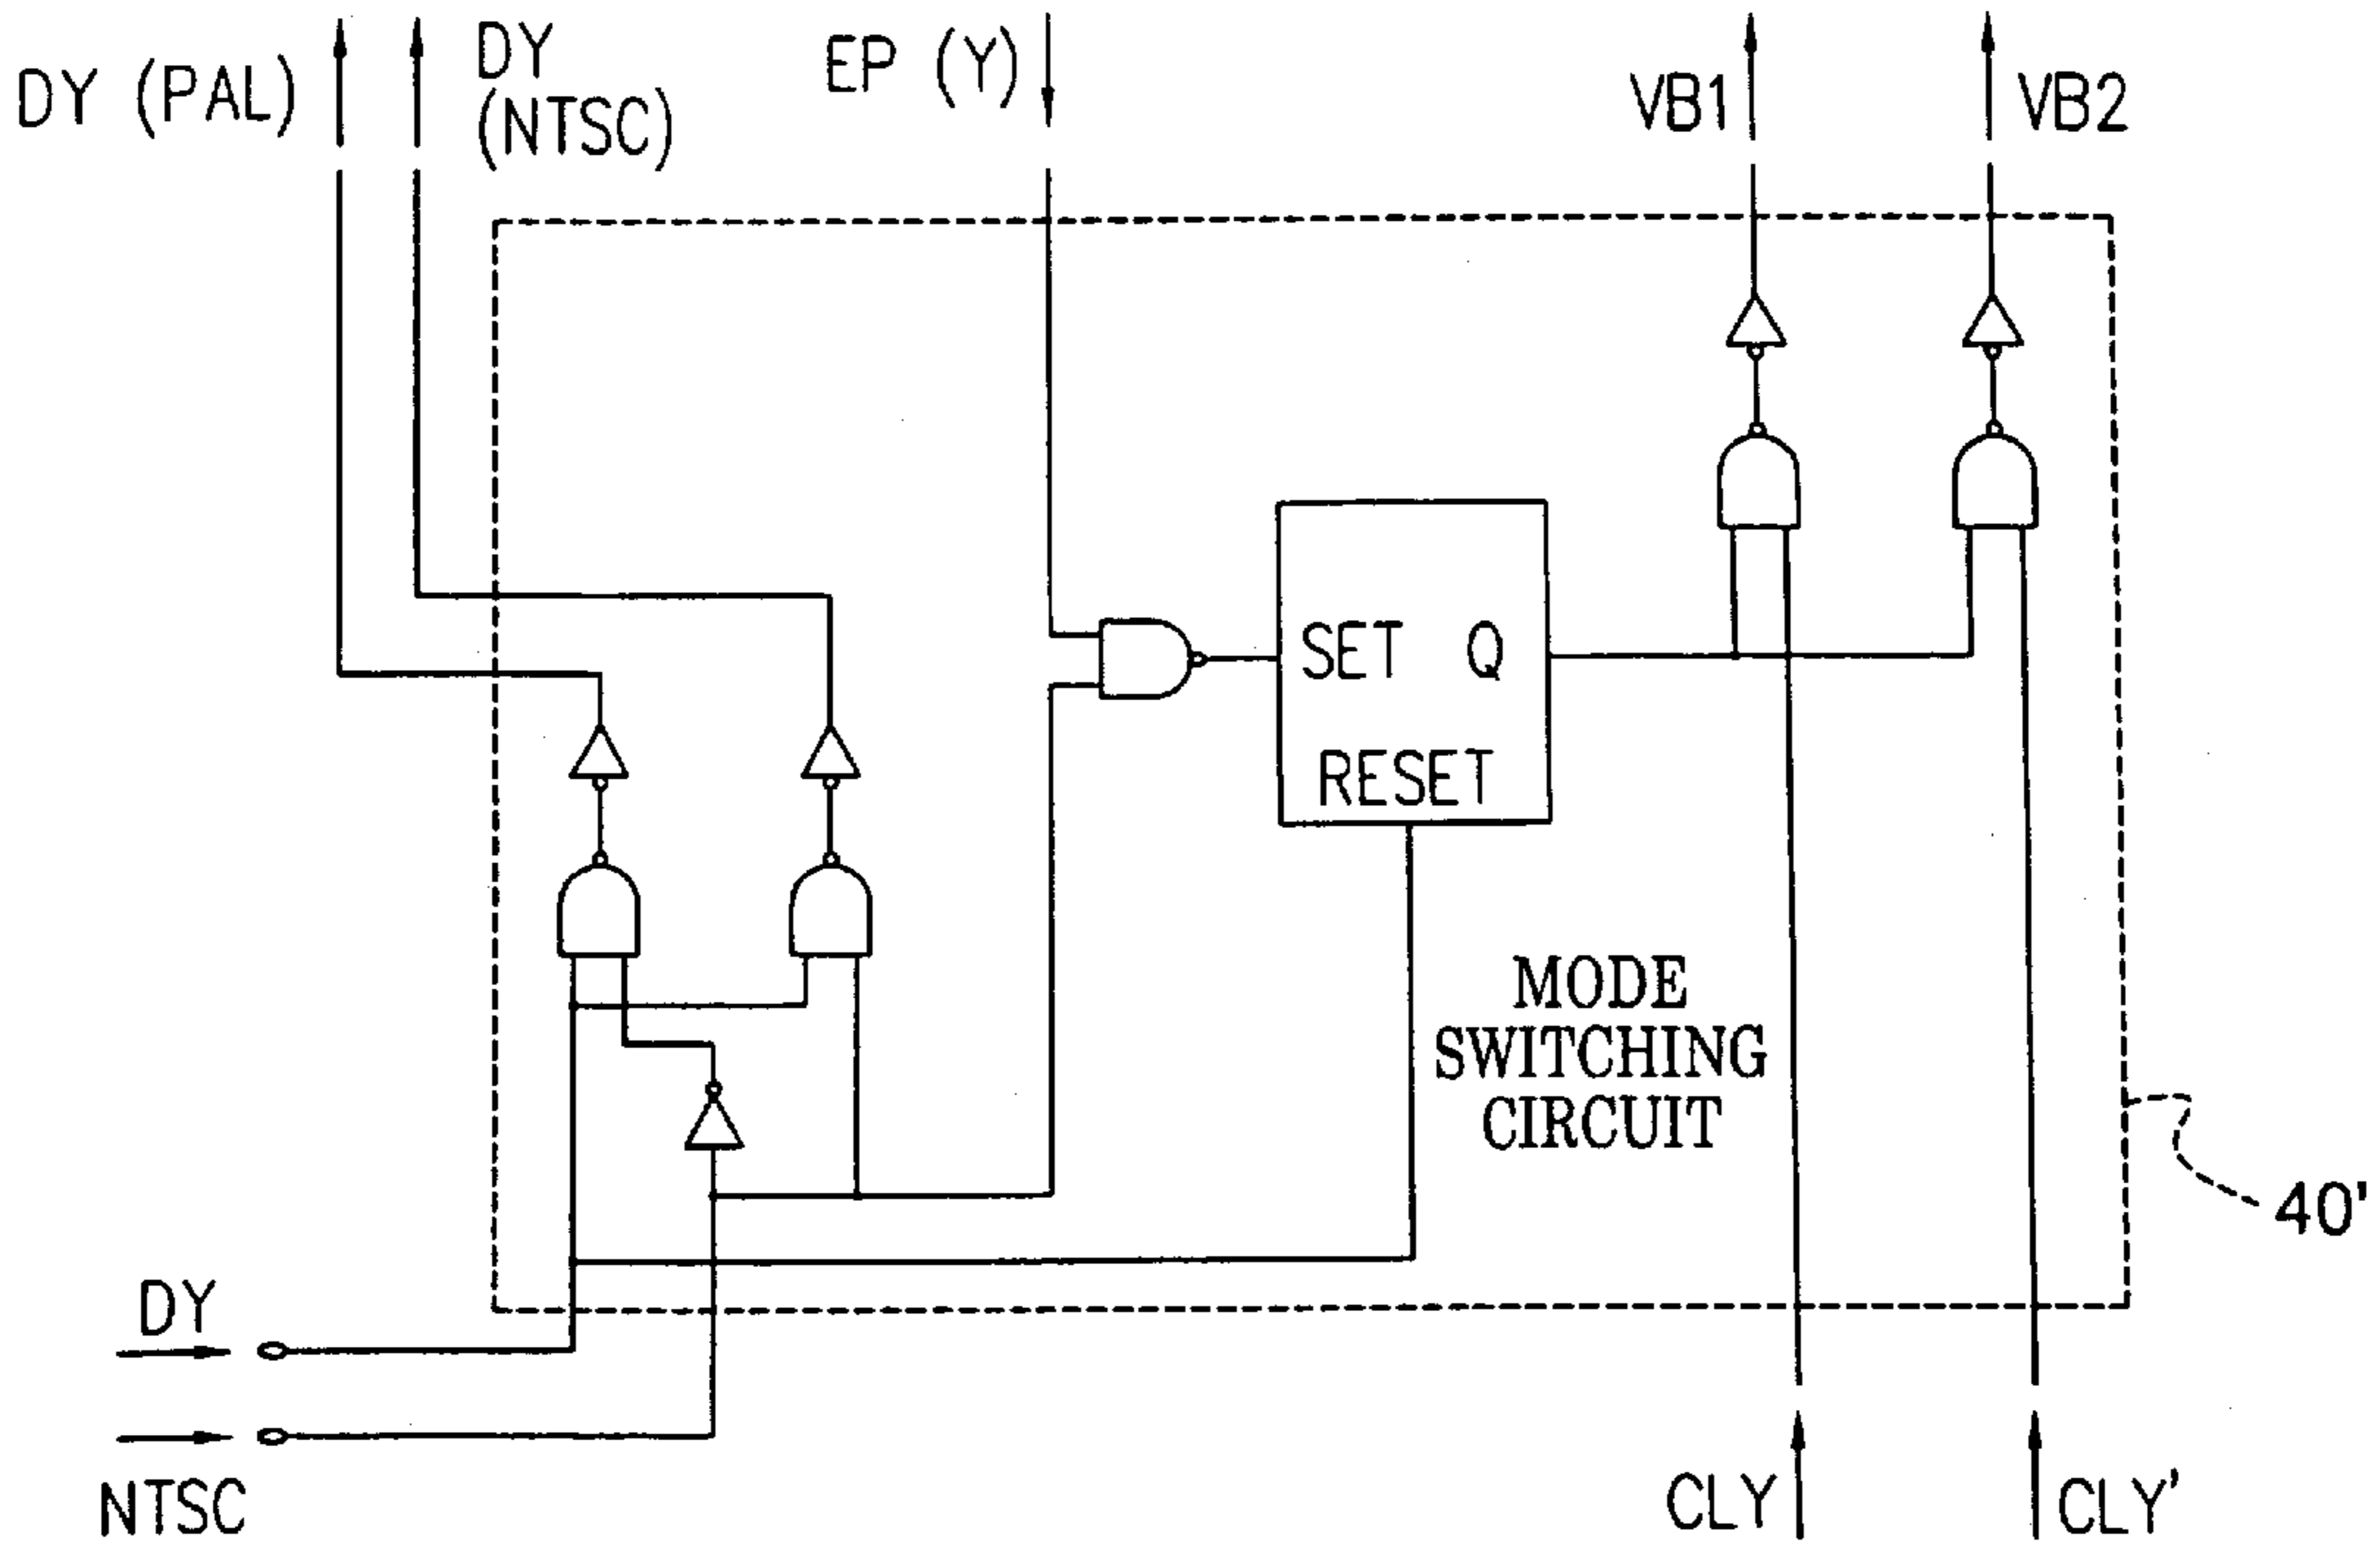 DY (PAL)
DY
(NTSC)
EP (Y)
VB1
VB2
SET Q
RESET
MODE
SWITCHING
CIRCUIT
40'
DY
NTSC
CLY
CLY'